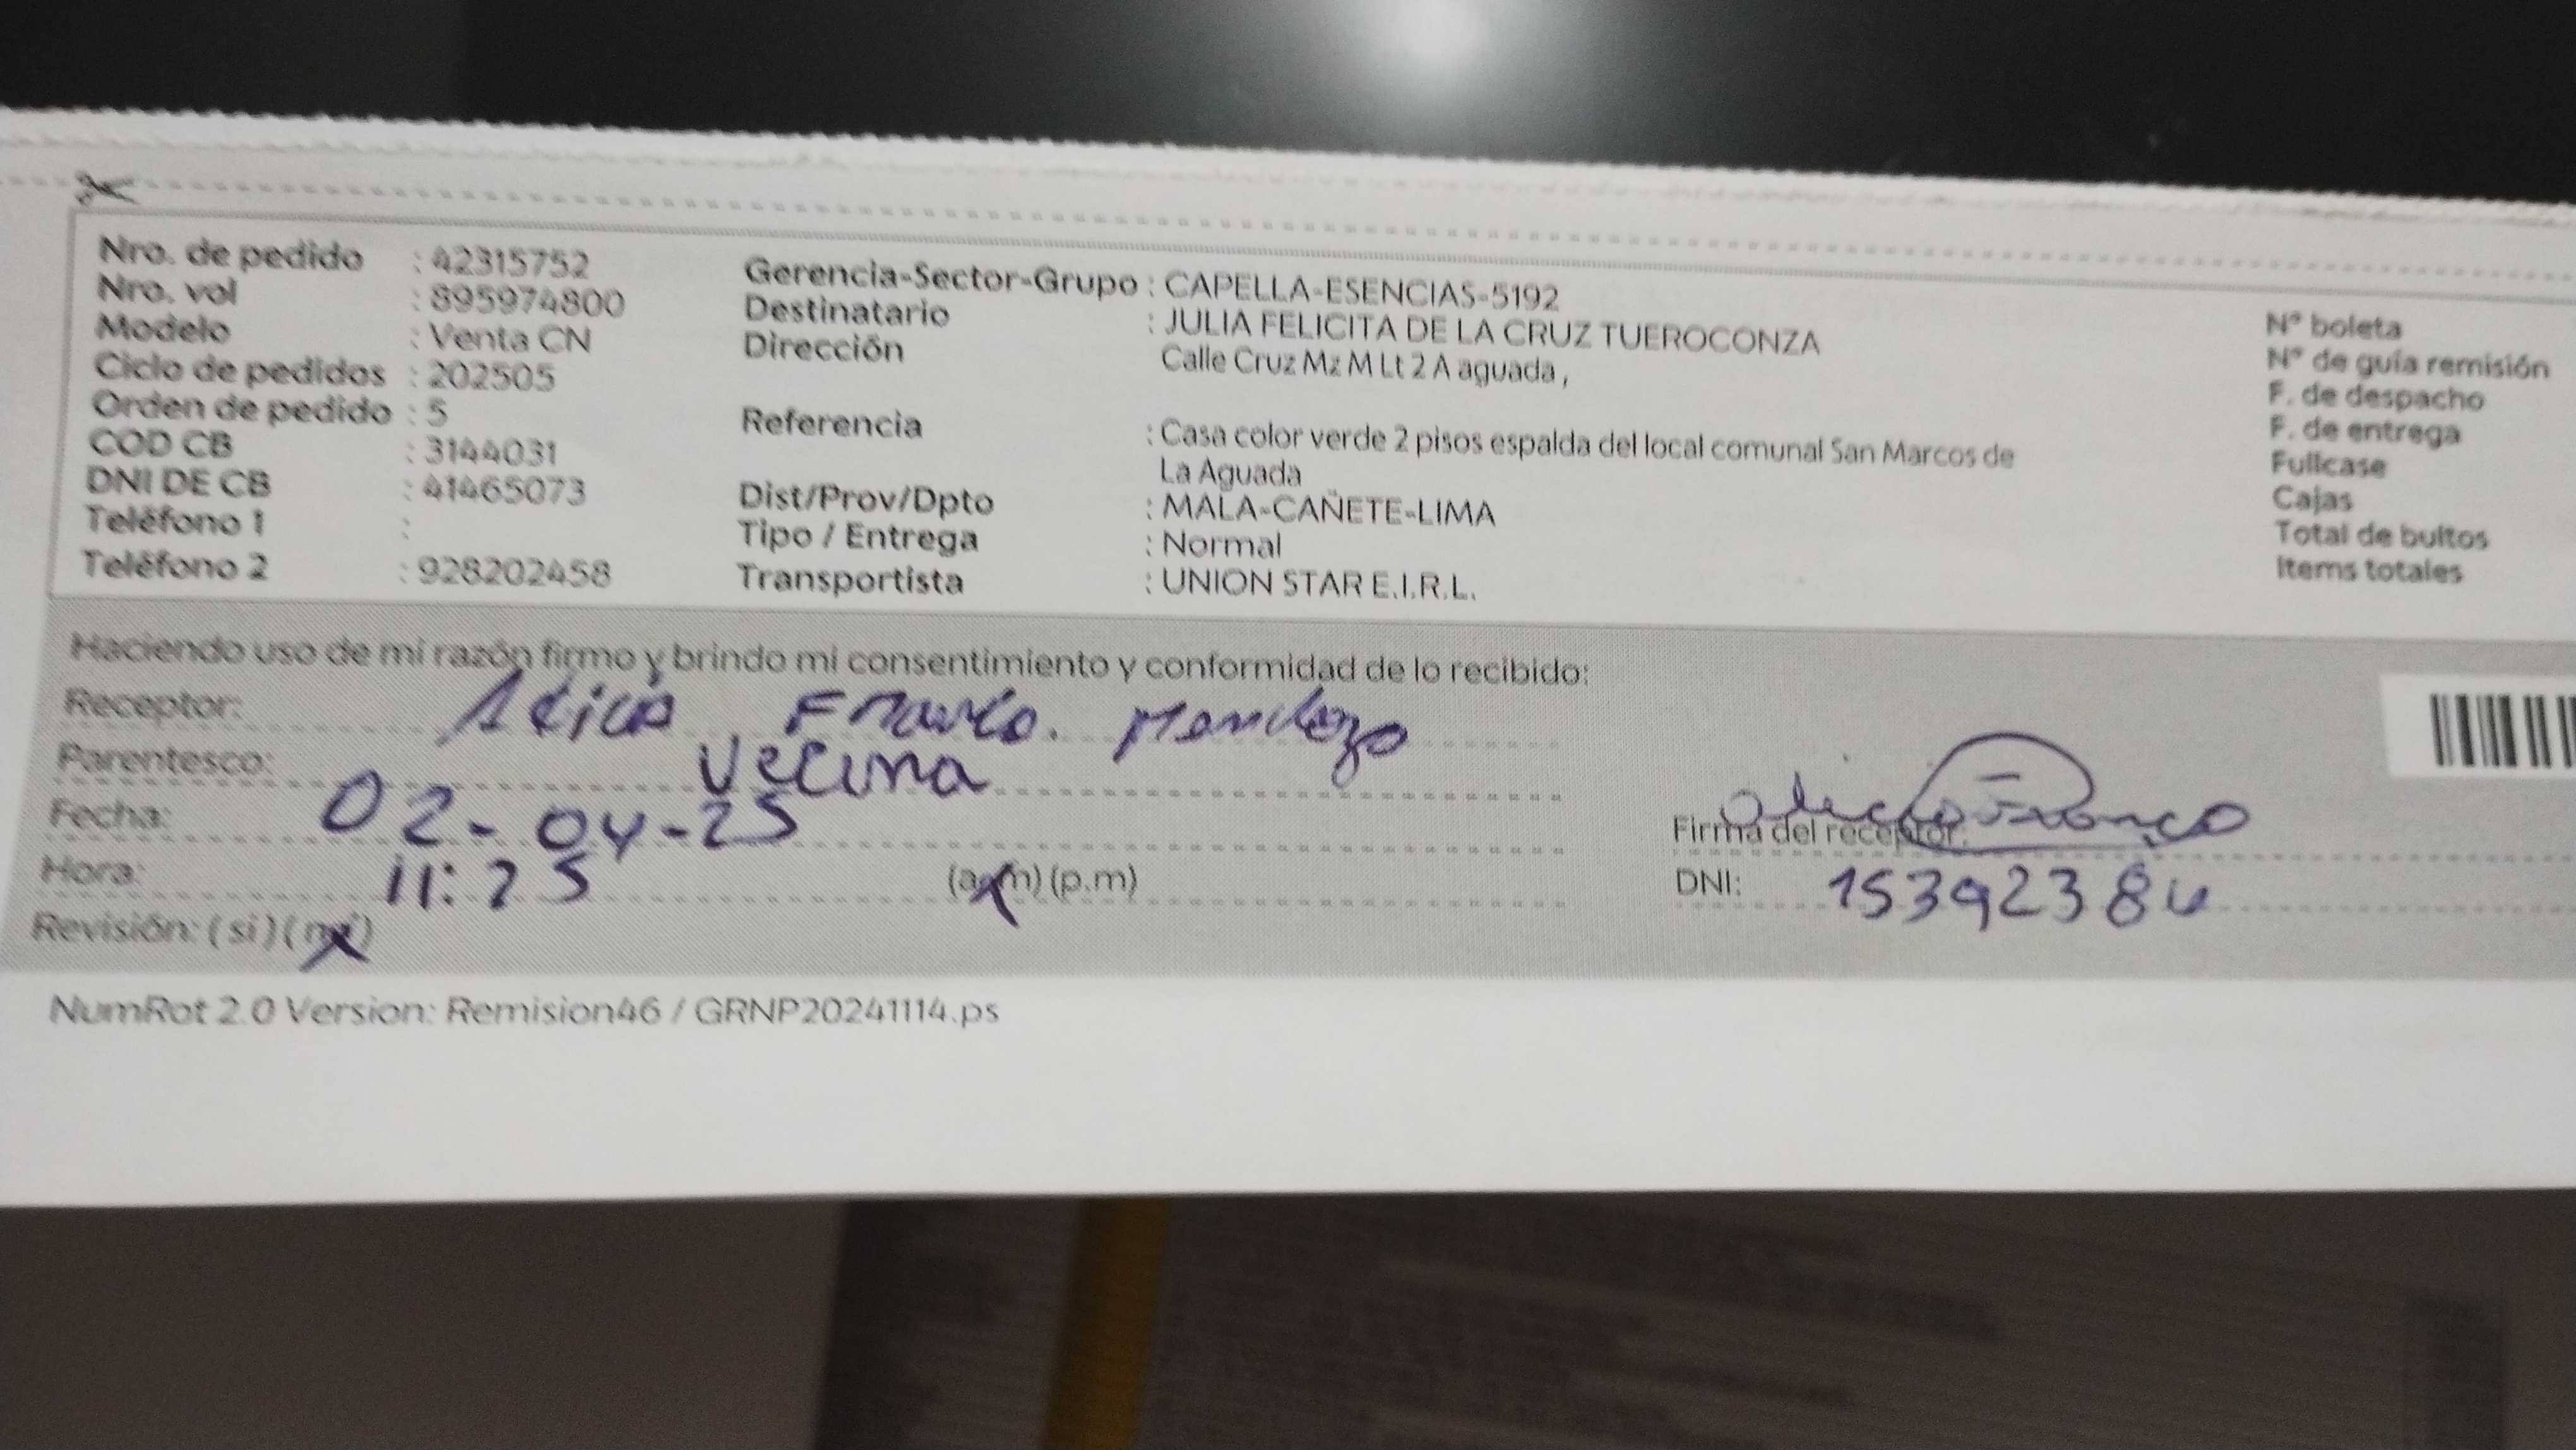 Nro. de pedido : 42315752
Nro. vol : 895974800
Modelo : Venta CN
Ciclo de pedidos : 202505
Orden de pedido : 5
COD CB : 3144031
DNI DE CB : 41465073
Teléfono 1 :
Teléfono 2 : 928202458
Gerencia-Sector-Grupo : CAPELLA-ESENCIAS-5192
Destinatario : JULIA FELICITA DE LA CRUZ TUEROCONZA
Dirección Calle Cruz Mz M Lt 2 A aguada ,
Referencia : Casa color verde 2 pisos espalda del local comunal San Marcos de
La Aguada
Dist/Prov/Dpto : MALA-CAÑETE-LIMA
Tipo / Entrega : Normal
Transportista : UNION STAR E.I.R.L.
N° boleta
N° de guía remisión
F. de despacho
F. de entrega
Fullcase
Cajas
Total de bultos
Items totales
Haciendo uso de mi razón firmo y brindo mi consentimiento y conformidad de lo recibido:
Receptor: Franco. Mendoza
Parentesco: Vecina
Fecha: 02-04-25
Hora: 11:25 (a.m) (p.m)
Revisión: (si) (no)
Firma del receptor:
DNI:
NumRot 2.0 Version: Remision46 / GRNP20241114.ps